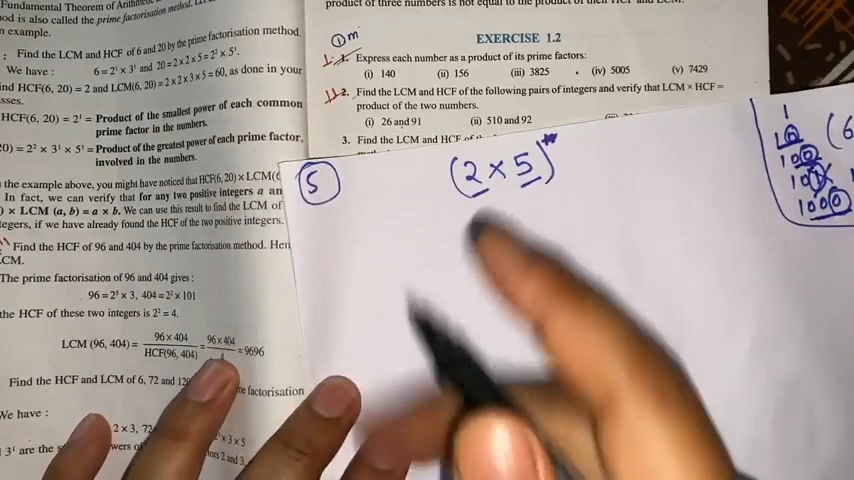 Fundamental Theorem of Arithm
od is also called the prime factorisation method.
n example.
: Find the LCM and HCF of 6 and 20 by the prime factorisation method.
We have : 6 = 2¹ × 3¹ and 20 = 2 × 2 × 5 = 2² × 5¹.
ind HCF(6, 20) = 2 and LCM(6, 20) = 2 × 2 × 3 × 5 = 60, as done in your
sses.
HCF(6, 20) = 2¹ = Product of the smallest power of each common
prime factor in the numbers.
20) = 2² × 3¹ × 5¹ = Product of the greatest power of each prime factor,
involved in the numbers.
the example above, you might have noticed that HCF(6, 20) × LCM(6
In fact, we can verify that for any two positive integers a an
) × LCM (a, b) = a × b. We can use this result to find the LCM of
tegers, if we have already found the HCF of the two positive integers.
Find the HCF of 96 and 404 by the prime factorisation method. Hen
CM.
The prime factorisation of 96 and 404 gives :
96 = 2⁵ × 3, 404 = 2² × 101
the HCF of these two integers is 2² = 4.
LCM (96, 404) = 96 × 404 / HCF(96, 404) = 96 × 404 / 4 = 9696
Find the HCF and LCM of 6, 72 and 120
e factorisation
We have :
2 × 3, 72
² × 3 × 5
3¹ are the
wers of
tors 2 and 3,
product of three numbers is not equal to the product of their HCF and LCM.
① m
EXERCISE 1.2
1. Express each number as a product of its prime factors:
(i) 140 (ii) 156 (iii) 3825 (iv) 5005 (v) 7429
2. Find the LCM and HCF of the following pairs of integers and verify that LCM × HCF =
product of the two numbers.
(i) 26 and 91 (ii) 510 and 92 (iii)
3. Find the LCM and HCF of
5
(2 × 5)
1
10
100
1000
(6